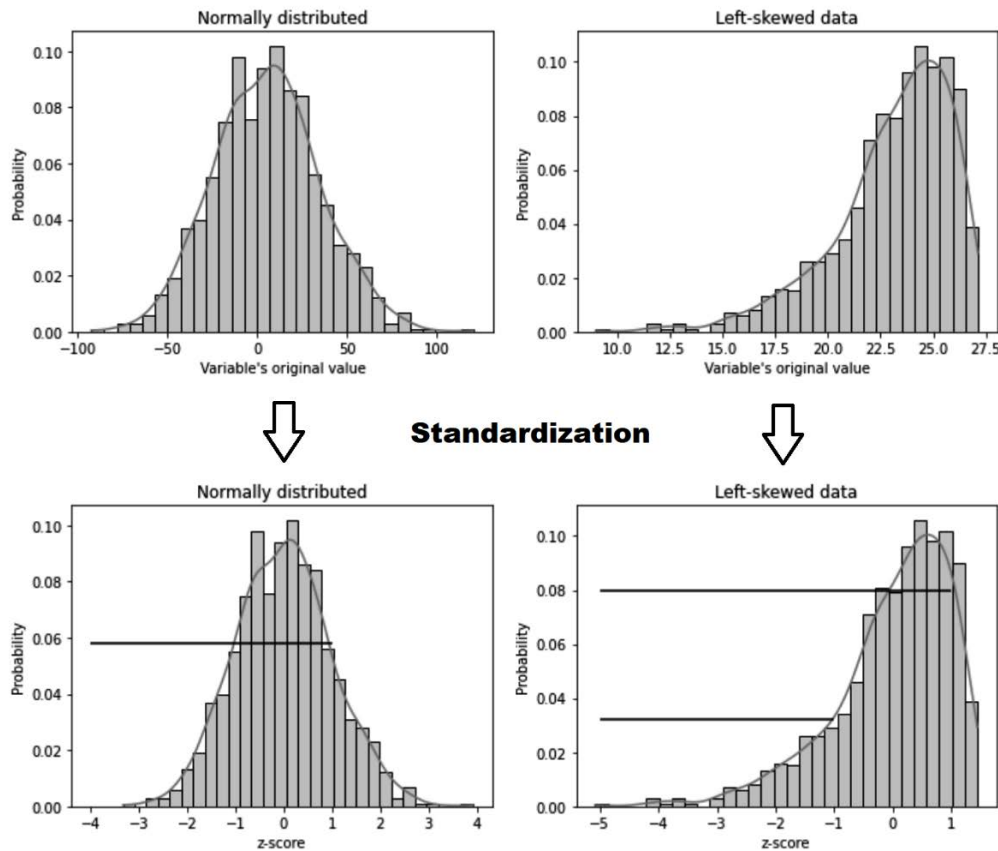 Normally distributed
0.10
0.08
0.06
0.04
0.02
0.00
Probability
−100 −50 0 50 100
Variable's original value
Left-skewed data
0.10
0.08
0.06
0.04
0.02
0.00
Probability
10.0 12.5 15.0 17.5 20.0 22.5 25.0 27.5
Variable's original value
Standardization
Normally distributed
0.10
0.08
0.06
0.04
0.02
0.00
Probability
−4 −3 −2 −1 0 1 2 3 4
z-score
Left-skewed data
0.10
0.08
0.06
0.04
0.02
0.00
Probability
−5 −4 −3 −2 −1 0 1
z-score